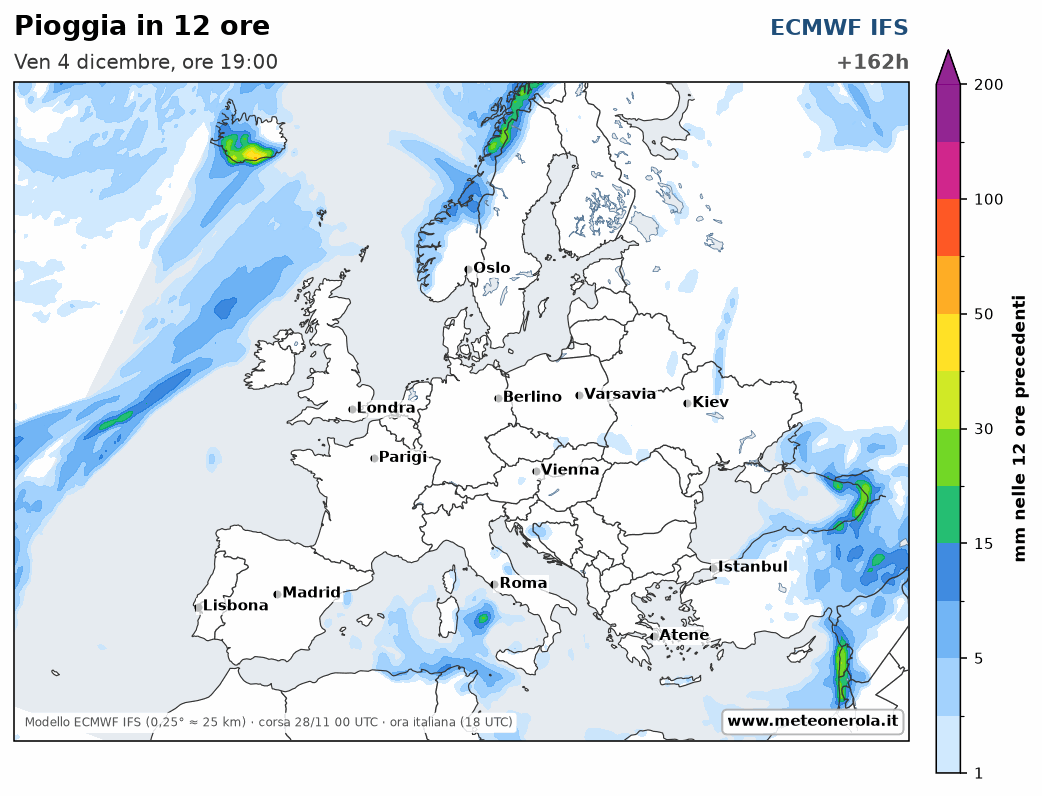 Pioggia in 12 ore
ECMWF IFS
Ven 4 dicembre, ore 19:00
+162h
200
100
50
30
15
5
1
mm nelle 12 ore precedenti
Oslo
Berlino
Varsavia
Kiev
Londra
Parigi
Vienna
Istanbul
Roma
Madrid
Lisbona
Atene
Modello ECMWF IFS (0,25° ≈ 25 km) · corsa 28/11 00 UTC · ora italiana (18 UTC)
www.meteonerola.it